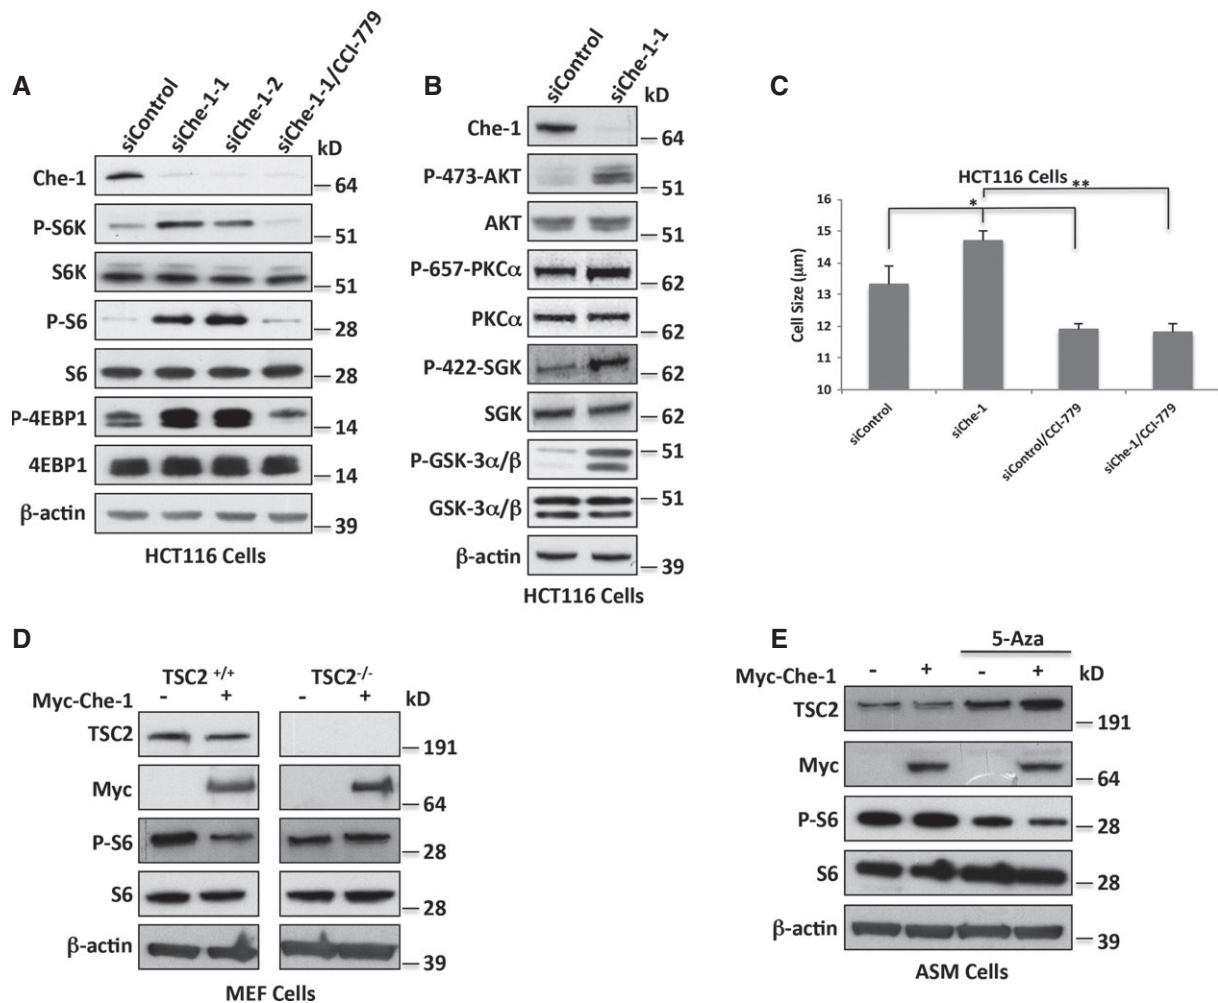 A
siControl
siChe-1-1
siChe-1-2
siChe-1-1/CCI-779
kD
Che-1
64
P-S6K
51
S6K
51
P-S6
28
S6
28
P-4EBP1
14
4EBP1
14
β-actin
39
HCT116 Cells
B
siControl
siChe-1-1
kD
Che-1
64
P-473-AKT
51
AKT
51
P-657-PKCα
62
PKCα
62
P-422-SGK
62
SGK
62
P-GSK-3α/β
51
GSK-3α/β
51
β-actin
39
HCT116 Cells
C
HCT116 Cells
*
**
Cell Size (μm)
16
15
14
13
12
11
10
siControl
siChe-1
siControl/CCI-779
siChe-1/CCI-779
D
TSC2 +/+
TSC2-/-
Myc-Che-1
- + - +
kD
TSC2
191
Myc
64
P-S6
28
S6
28
β-actin
39
MEF Cells
E
5-Aza
Myc-Che-1
- + - +
kD
TSC2
191
Myc
64
P-S6
28
S6
28
β-actin
39
ASM Cells